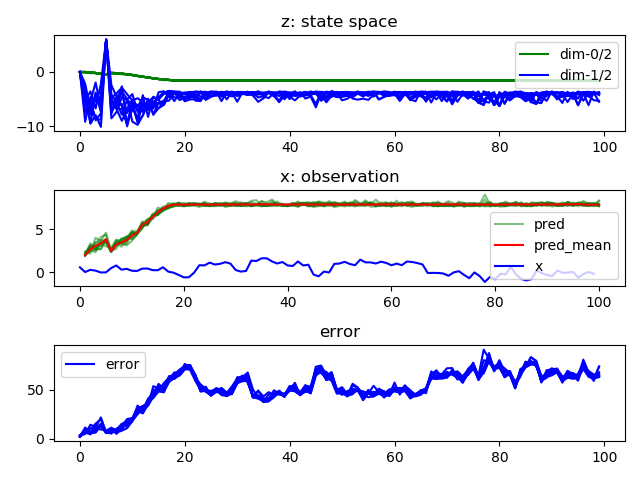 z: state space
0
−10
dim-0/2
dim-1/2
0 20 40 60 80 100
x: observation
5
0
pred
pred_mean
x
0 20 40 60 80 100
error
50
0
error
0 20 40 60 80 100